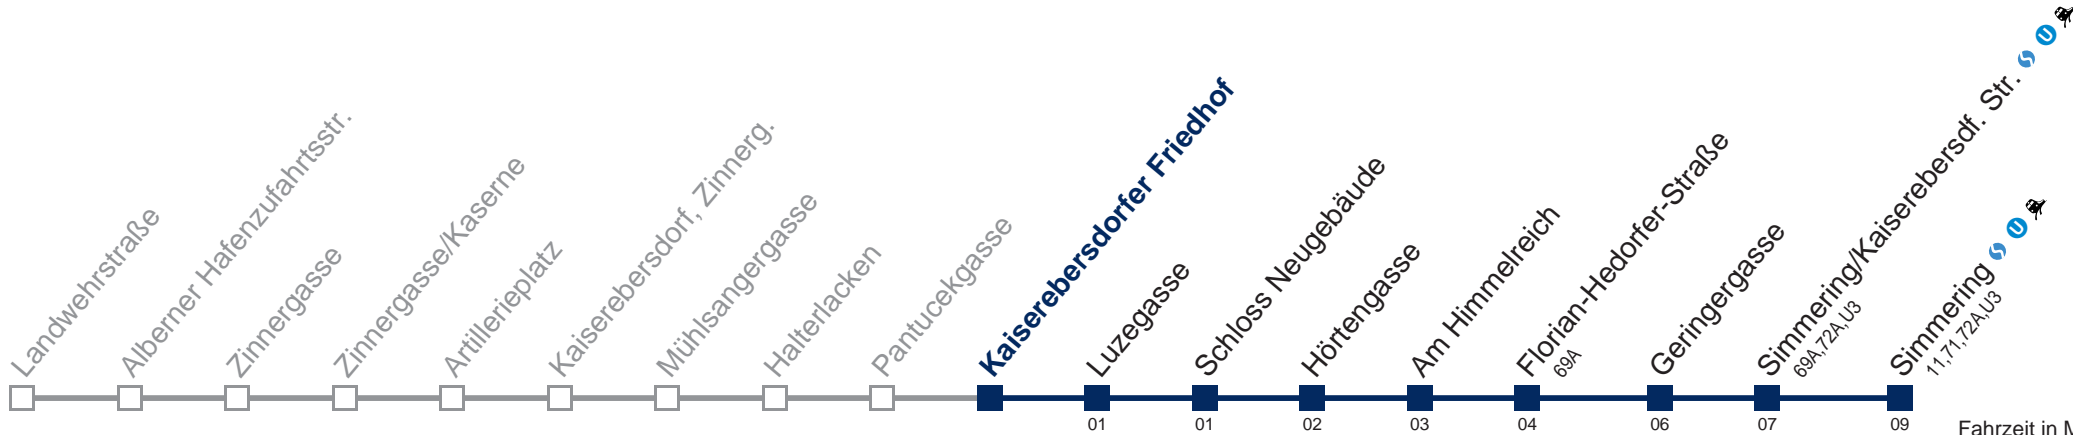 Landwehrstraße
Alberner Hafenzufahrtsstr.
Zinnergasse
Zinnergasse/Kaserne
Artillerieplatz
Kaiserebersdorf, Zinnerg.
Mühlsangergasse
Halterlacken
Pantucekgasse
Kaiserebersdorfer Friedhof
Luzegasse
Schloss Neugebäude
Hörtengasse
Am Himmelreich
Florian-Hedorfer-Straße
69A
Geringergasse
Simmering/Kaiserebersdf. Str. S U
69A,72A,U3
Simmering S U
11,71,72A,U3
01
01
02
03
04
06
07
09
Fahrzeit in M